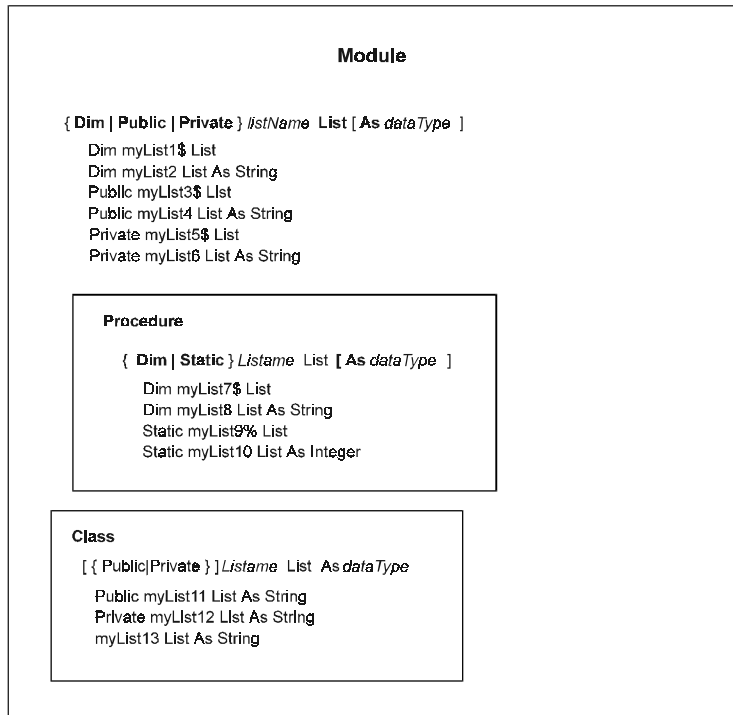 Module
{ Dim | Public | Private } listName List [ As dataType ]
Dim myList1$ List
Dim myList2 List As String
Public myList3$ List
Public myList4 List As String
Private myList5$ List
Private myList6 List As String
Procedure
{ Dim | Static } Listame List [ As dataType ]
Dim myList7$ List
Dim myList8 List As String
Static myList9% List
Static myList10 List As Integer
Class
[ { Public|Private } ] Listame List As dataType
Public myList11 List As String
Private myList12 List As String
myList13 List As String